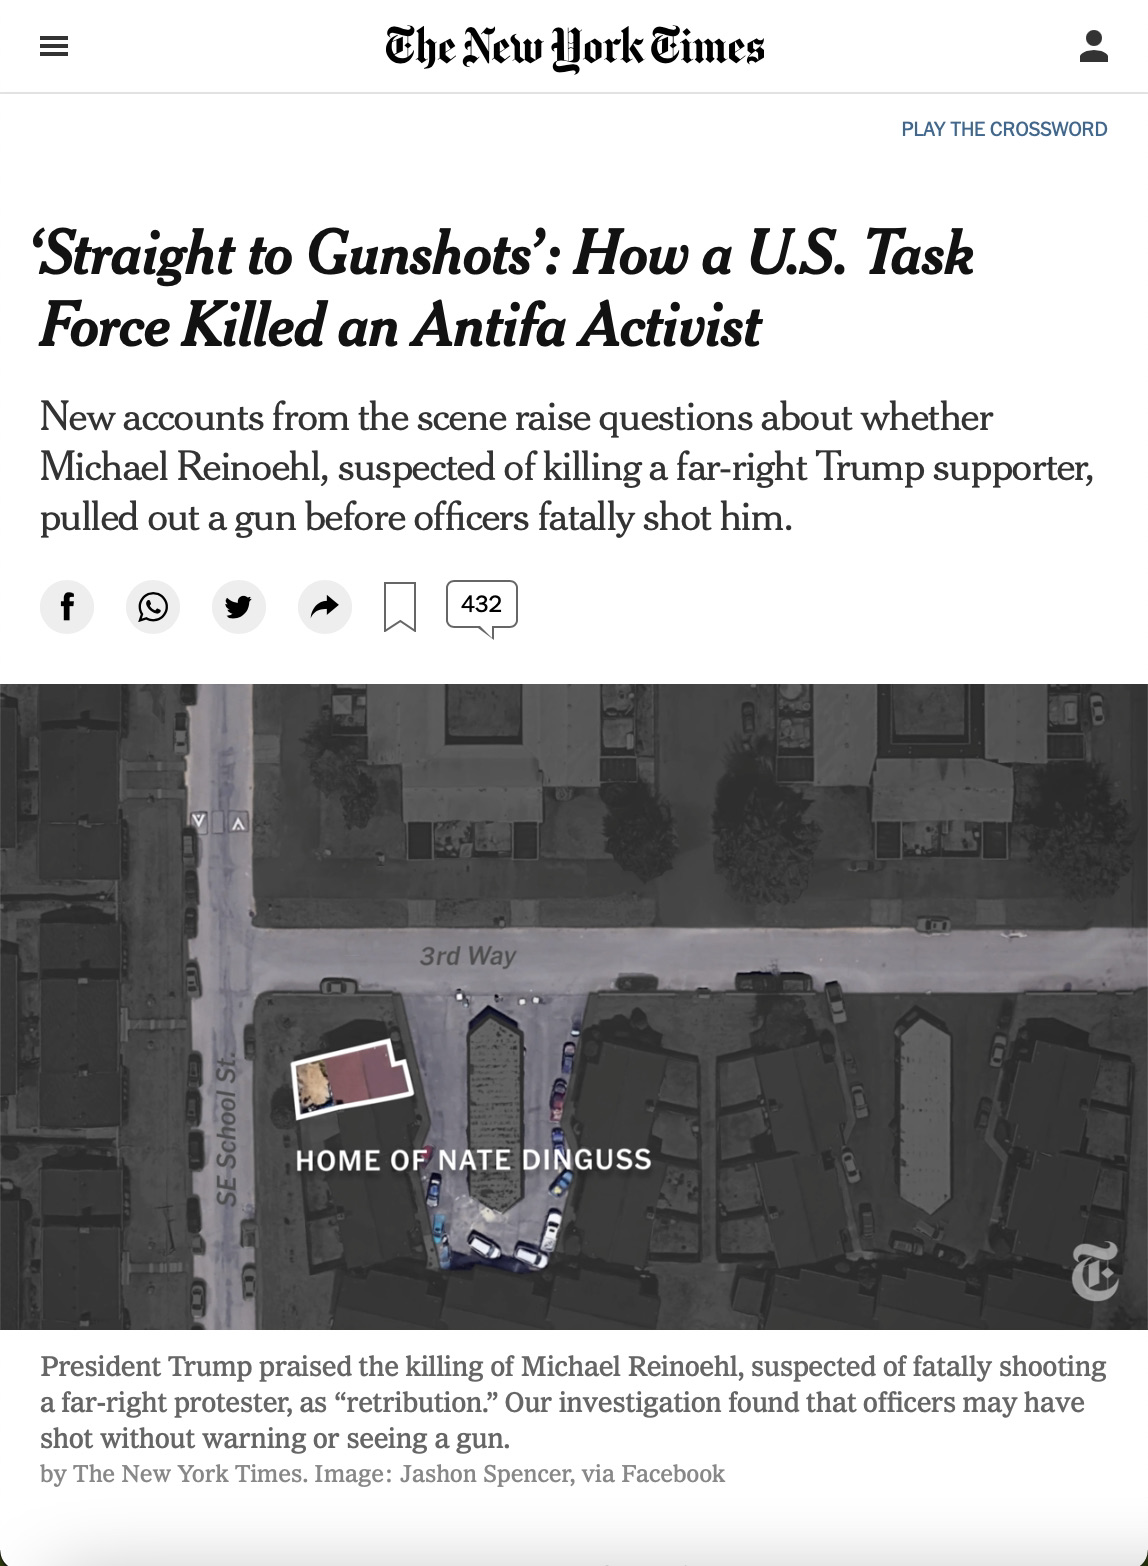 The New York Times
PLAY THE CROSSWORD
‘Straight to Gunshots’: How a U.S. Task
Force Killed an Antifa Activist
New accounts from the scene raise questions about whether
Michael Reinoehl, suspected of killing a far-right Trump supporter,
pulled out a gun before officers fatally shot him.
432
3rd Way
SE School St.
HOME OF NATE DINGUSS
T
President Trump praised the killing of Michael Reinoehl, suspected of fatally shooting
a far-right protester, as “retribution.” Our investigation found that officers may have
shot without warning or seeing a gun.
by The New York Times. Image: Jashon Spencer, via Facebook